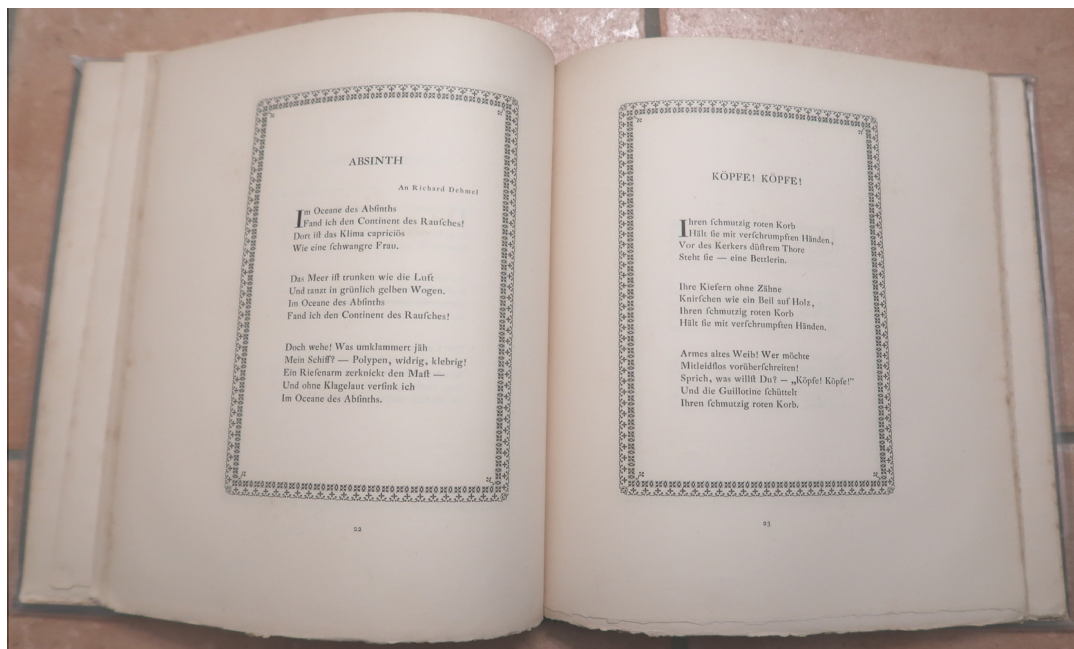 ABSINTH
An Richard Dehmel
Im Oceane des Abſinths
Fand ich den Continent des Rauſches!
Dort iſt das Klima capriciös
Wie eine ſchwangre Frau.
Das Meer iſt trunken wie die Luft
Und tanzt in grünlich gelben Wogen.
Im Oceane des Abſinths
Fand ich den Continent des Rauſches!
Doch wehe! Was umklammert jäh
Mein Schiff? — Polypen, widrig, klebrig!
Ein Rieſenarm zerknickt den Maſt —
Und ohne Klagelaut verſink ich
Im Oceane des Abſinths.
22
KÖPFE! KÖPFE!
Ihren ſchmutzig roten Korb
Hält ſie mit verſchrumpften Händen,
Vor des Kerkers düſtrem Thore
Steht ſie — eine Bettlerin.
Ihre Kiefern ohne Zähne
Knirſchen wie ein Beil auf Holz,
Ihren ſchmutzig roten Korb
Hält ſie mit verſchrumpften Händen.
Armes altes Weib! Wer möchte
Mitleidſlos vorüberſchreiten!
Sprich, was willſt Du? — „Köpfe! Köpfe!“
Und die Guillotine ſchüttelt
Ihren ſchmutzig roten Korb.
23